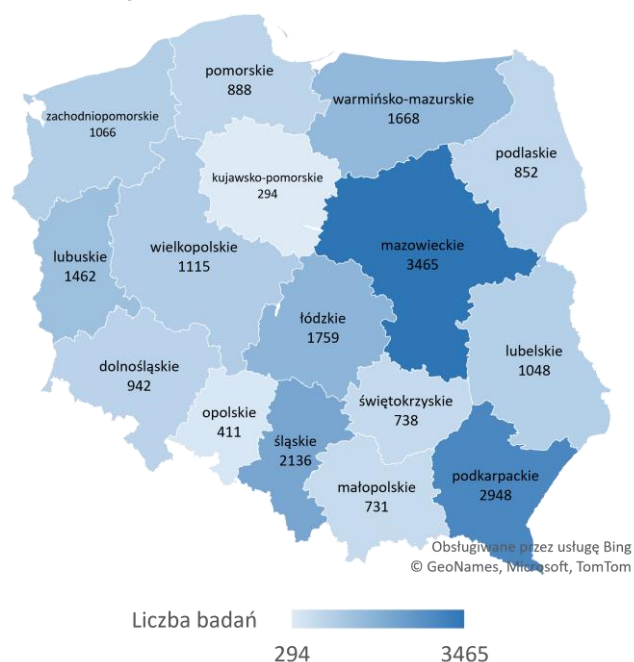 pomorskie
888
warmińsko-mazurskie
1668
zachodniopomorskie
1066
podlaskie
852
kujawsko-pomorskie
294
mazowieckie
3465
wielkopolskie
1115
lubuskie
1462
łódzkie
1759
lubelskie
1048
dolnośląskie
942
świętokrzyskie
738
opolskie
411
śląskie
2136
podkarpackie
2948
małopolskie
731
Obsługiwane przez usługę Bing
© GeoNames, Microsoft, TomTom
Liczba badań
294 3465